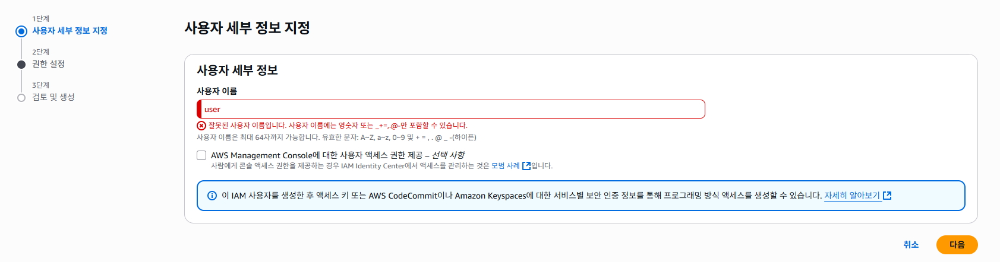 1단계
사용자 세부 정보 지정
2단계
권한 설정
3단계
검토 및 생성
사용자 세부 정보 지정
사용자 세부 정보
사용자 이름
user
잘못된 사용자 이름입니다. 사용자 이름에는 영숫자 또는 _+=,.@-만 포함할 수 있습니다.
사용자 이름은 최대 64자까지 가능합니다. 유효한 문자: A~Z, a~z, 0~9 및 + = , . @ _ -(하이픈)
AWS Management Console에 대한 사용자 액세스 권한 제공 – 선택 사항
사람에게 콘솔 액세스 권한을 제공하는 경우 IAM Identity Center에서 액세스를 관리하는 것은 모범 사례 입니다.
이 IAM 사용자를 생성한 후 액세스 키 또는 AWS CodeCommit이나 Amazon Keyspaces에 대한 서비스별 보안 인증 정보를 통해 프로그래밍 방식 액세스를 생성할 수 있습니다. 자세히 알아보기
취소
다음